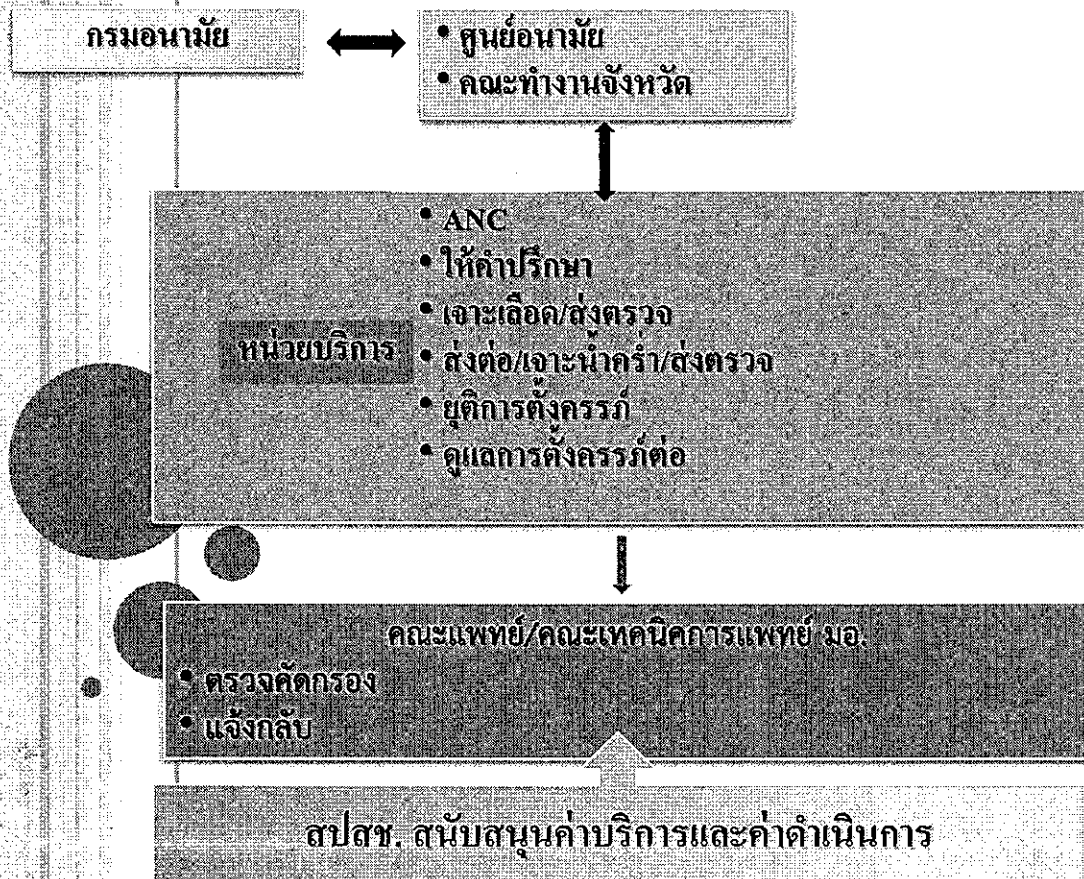 กรมอนามัย
• ศูนย์อนามัย
• คณะทำงานจังหวัด
หน่วยบริการ
• ANC
• ให้คำปรึกษา
• เจาะเลือด/ส่งตรวจ
• ส่งต่อ/เจาะน้ำคร่ำ/ส่งตรวจ
• ยุติการตั้งครรภ์
• ดูแลการตั้งครรภ์ต่อ
คณะแพทย์/คณะเทคนิคการแพทย์ มอ.
• ตรวจคัดกรอง
• แจ้งกลับ
สปสช. สนับสนุนค่าบริการและค่าดำเนินการ